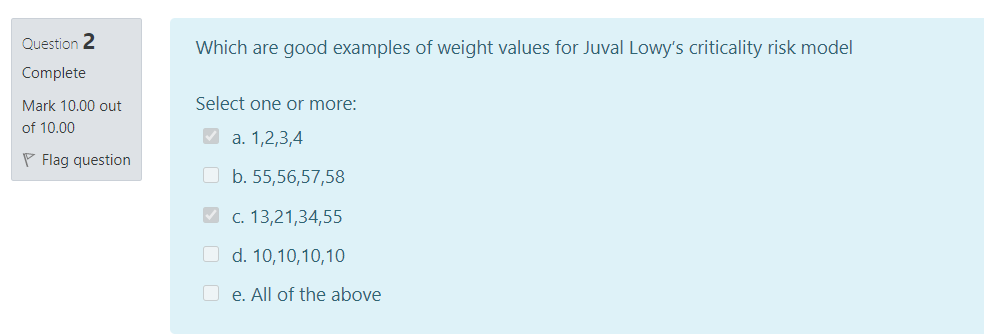 Question 2
Complete
Mark 10.00 out
of 10.00
Flag question
Which are good examples of weight values for Juval Lowy's criticality risk model
Select one or more:
a. 1,2,3,4
b. 55,56,57,58
c. 13,21,34,55
d. 10,10,10,10
e. All of the above